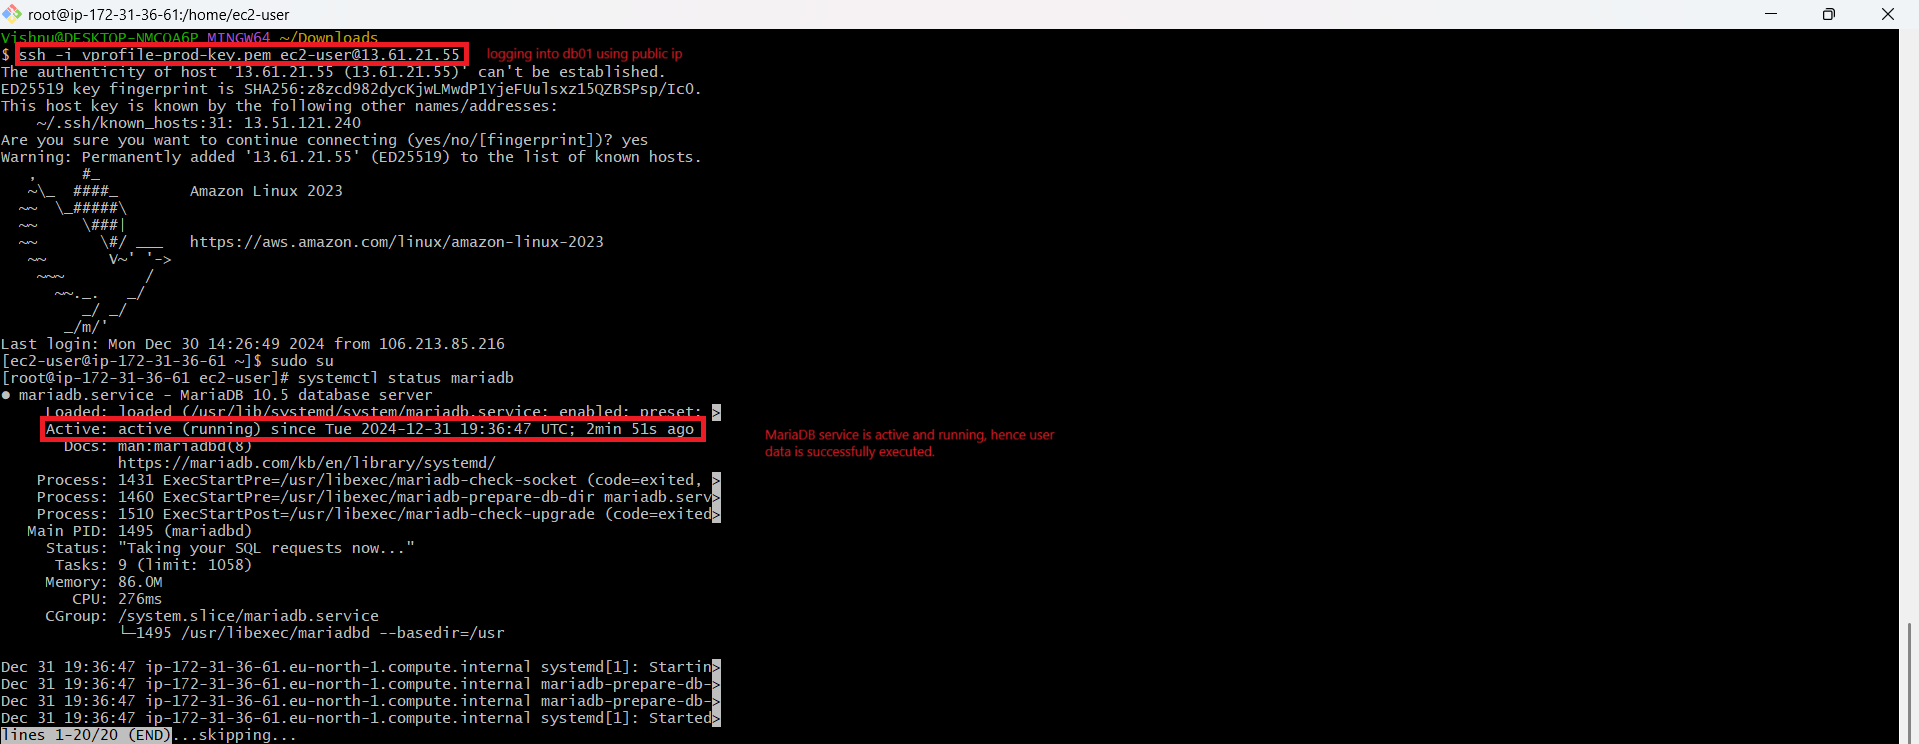 root@ip-172-31-36-61:/home/ec2-user
Vishnu@DESKTOP-NMCOA6P MINGW64 ~/Downloads
$ ssh -i vprofile-prod-key.pem ec2-user@13.61.21.55 logging into db01 using public ip
The authenticity of host '13.61.21.55 (13.61.21.55)' can't be established.
ED25519 key fingerprint is SHA256:z8zcd982dycKjwLMwdP1YjeFUulsxz15QZBSPsp/Ic0.
This host key is known by the following other names/addresses:
    ~/.ssh/known_hosts:31: 13.51.121.240
Are you sure you want to continue connecting (yes/no/[fingerprint])? yes
Warning: Permanently added '13.61.21.55' (ED25519) to the list of known hosts.
   ,     #_
   ~\_  ####_        Amazon Linux 2023
  ~~  \_#####\
  ~~     \###|
  ~~       \#/ ___   https://aws.amazon.com/linux/amazon-linux-2023
   ~~       V~' '->
    ~~~         /
      ~~._.   _/
         _/ _/
       _/m/'
Last login: Mon Dec 30 14:26:49 2024 from 106.213.85.216
[ec2-user@ip-172-31-36-61 ~]$ sudo su
[root@ip-172-31-36-61 ec2-user]# systemctl status mariadb
● mariadb.service - MariaDB 10.5 database server
     Loaded: loaded (/usr/lib/systemd/system/mariadb.service; enabled; preset: >
     Active: active (running) since Tue 2024-12-31 19:36:47 UTC; 2min 51s ago
MariaDB service is active and running, hence user
data is successfully executed.
       Docs: man:mariadbd(8)
             https://mariadb.com/kb/en/library/systemd/
    Process: 1431 ExecStartPre=/usr/libexec/mariadb-check-socket (code=exited, >
    Process: 1460 ExecStartPre=/usr/libexec/mariadb-prepare-db-dir mariadb.serv>
    Process: 1510 ExecStartPost=/usr/libexec/mariadb-check-upgrade (code=exited>
   Main PID: 1495 (mariadbd)
     Status: "Taking your SQL requests now..."
      Tasks: 9 (limit: 1058)
     Memory: 86.0M
        CPU: 276ms
     CGroup: /system.slice/mariadb.service
             └─1495 /usr/libexec/mariadbd --basedir=/usr
Dec 31 19:36:47 ip-172-31-36-61.eu-north-1.compute.internal systemd[1]: Startin>
Dec 31 19:36:47 ip-172-31-36-61.eu-north-1.compute.internal mariadb-prepare-db->
Dec 31 19:36:47 ip-172-31-36-61.eu-north-1.compute.internal mariadb-prepare-db->
Dec 31 19:36:47 ip-172-31-36-61.eu-north-1.compute.internal systemd[1]: Started>
lines 1-20/20 (END)...skipping...